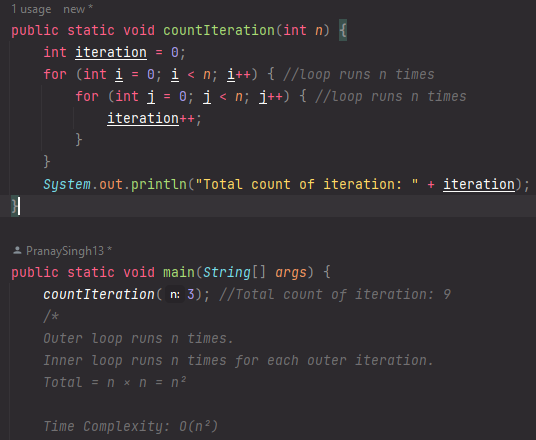 1 usage   new *
public static void countIteration(int n) {
    int iteration = 0;
    for (int i = 0; i < n; i++) { //loop runs n times
        for (int j = 0; j < n; j++) { //loop runs n times
            iteration++;
        }
    }
    System.out.println("Total count of iteration: " + iteration);
}
PranaySingh13 *
public static void main(String[] args) {
    countIteration( n: 3); //Total count of iteration: 9
    /*
    Outer loop runs n times.
    Inner loop runs n times for each outer iteration.
    Total = n × n = n²
    Time Complexity: O(n²)